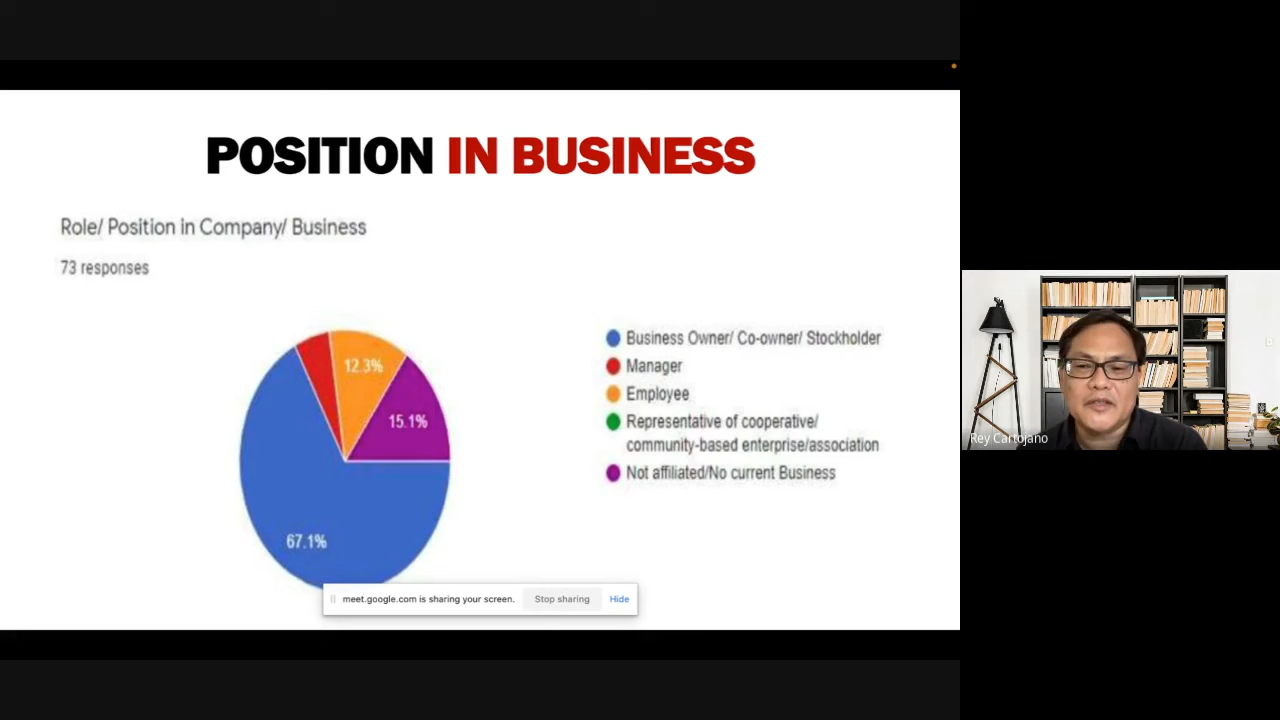 POSITION IN BUSINESS
Role/ Position in Company/ Business
73 responses
12.3%
15.1%
67.1%
Business Owner/ Co-owner/ Stockholder
Manager
Employee
Representative of cooperative/
community-based enterprise/association
Not affiliated/No current Business
meet.google.com is sharing your screen. Stop sharing Hide
Rey Cartojano